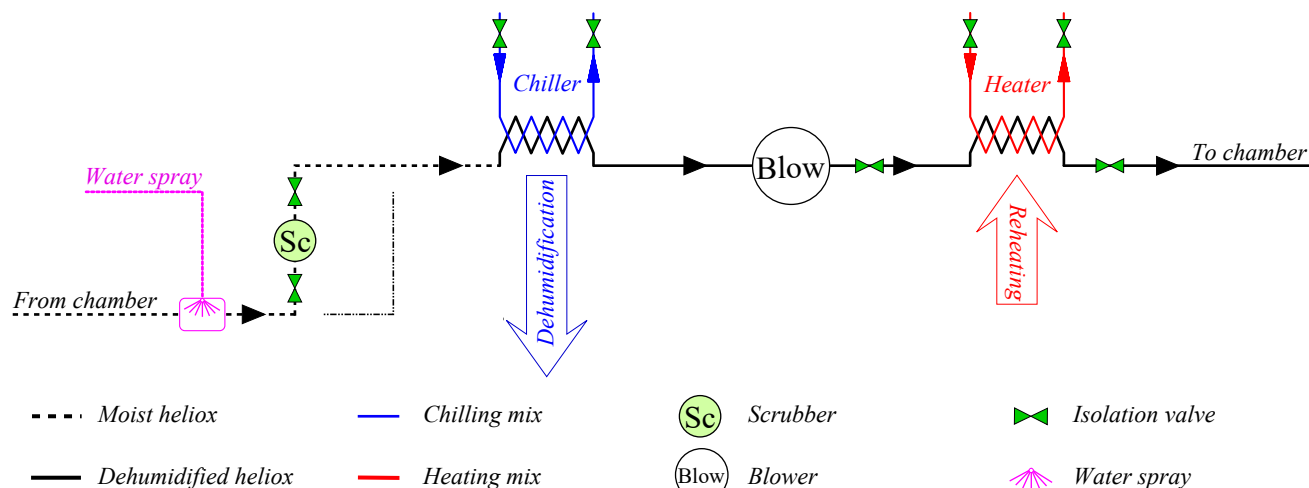 Chiller
Heater
Blow
To chamber
Water spray
Sc
Dehumidification
Reheating
From chamber
Moist heliox
Chilling mix
Sc
Scrubber
Isolation valve
Dehumidified heliox
Heating mix
Blow
Blower
Water spray